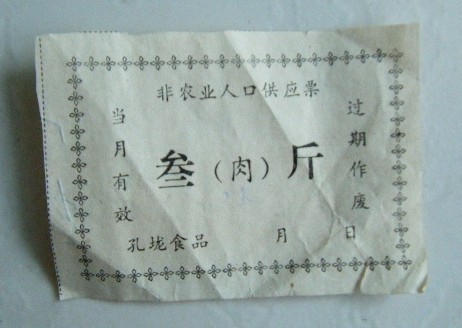 非农业人口供应票
当月有效
叁（肉）斤
过期作废
孔垅食品 月 日